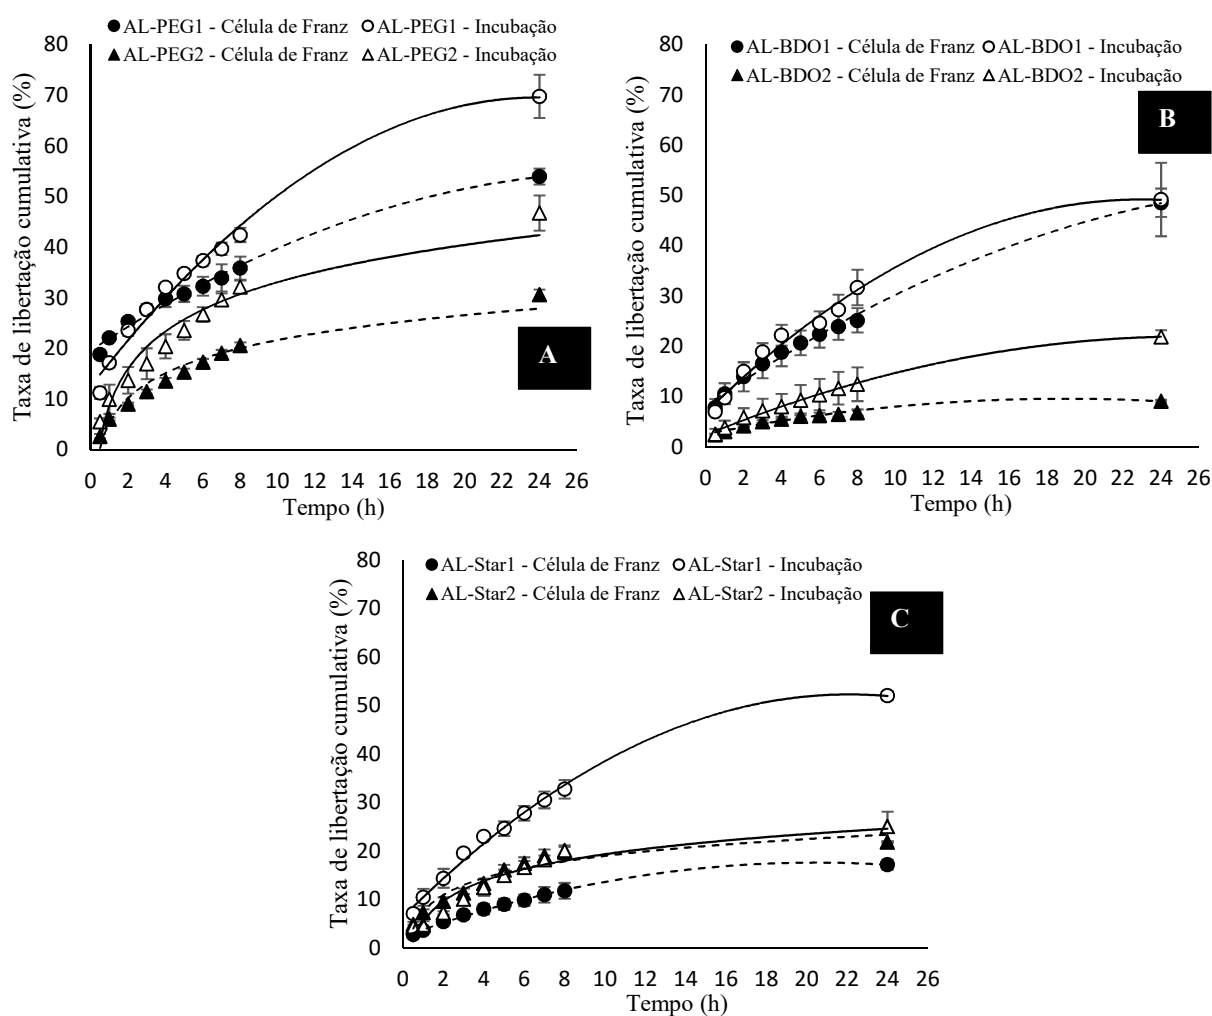 AL-PEG1 - Célula de Franz AL-PEG1 - Incubação
AL-PEG2 - Célula de Franz AL-PEG2 - Incubação
Taxa de libertação cumulativa (%)
80
70
60
50
40
30
20
10
0
0 2 4 6 8 10 12 14 16 18 20 22 24 26
Tempo (h)
A
AL-BDO1 - Célula de Franz AL-BDO1 - Incubação
AL-BDO2 - Célula de Franz AL-BDO2 - Incubação
Taxa de libertação cumulativa (%)
80
70
60
50
40
30
20
10
0
0 2 4 6 8 10 12 14 16 18 20 22 24 26
Tempo (h)
B
AL-Star1 - Célula de Franz AL-Star1 - Incubação
AL-Star2 - Célula de Franz AL-Star2 - Incubação
Taxa de libertação cumulativa (%)
80
70
60
50
40
30
20
10
0
0 2 4 6 8 10 12 14 16 18 20 22 24 26
Tempo (h)
C